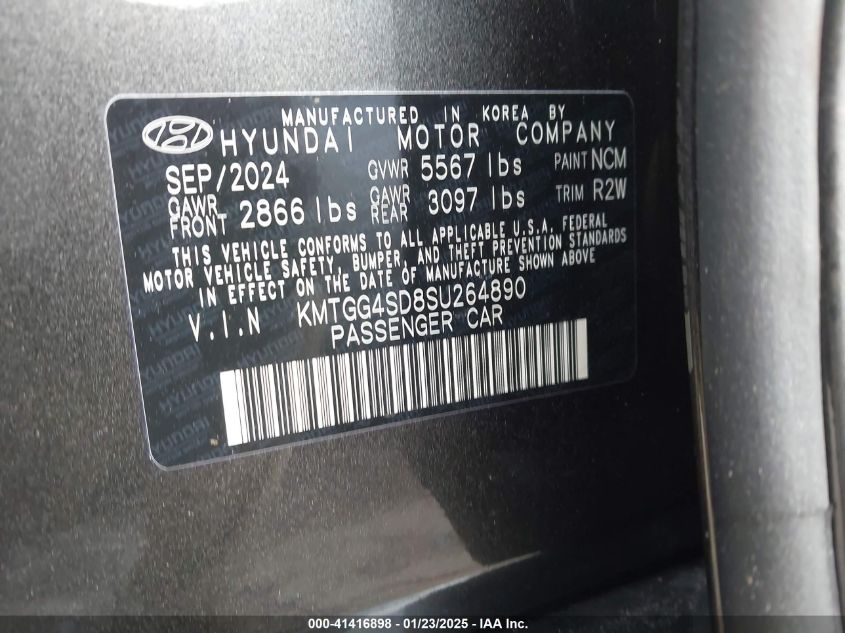 MANUFACTURED IN KOREA BY
HYUNDAI MOTOR COMPANY
SEP/2024 GVWR 5567 lbs PAINT NCM
GAWR FRONT 2866 lbs GAWR REAR 3097 lbs TRIM R2W
THIS VEHICLE CONFORMS TO ALL APPLICABLE U.S.A. FEDERAL
MOTOR VEHICLE SAFETY, BUMPER, AND THEFT PREVENTION STANDARDS
IN EFFECT ON THE DATE OF MANUFACTURE SHOWN ABOVE
V.I.N KMTGG4SD8SU264890
PASSENGER CAR
000-41416898 - 01/23/2025 - IAA Inc.